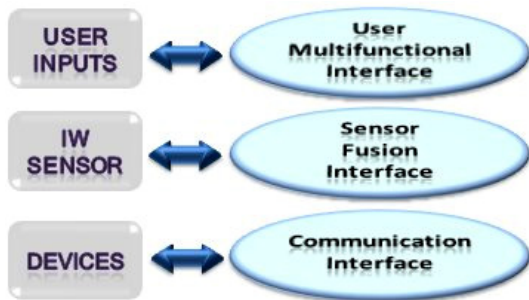 USER
INPUTS
User
Multifunctional
Interface
IW
SENSOR
Sensor
Fusion
Interface
DEVICES
Communication
Interface